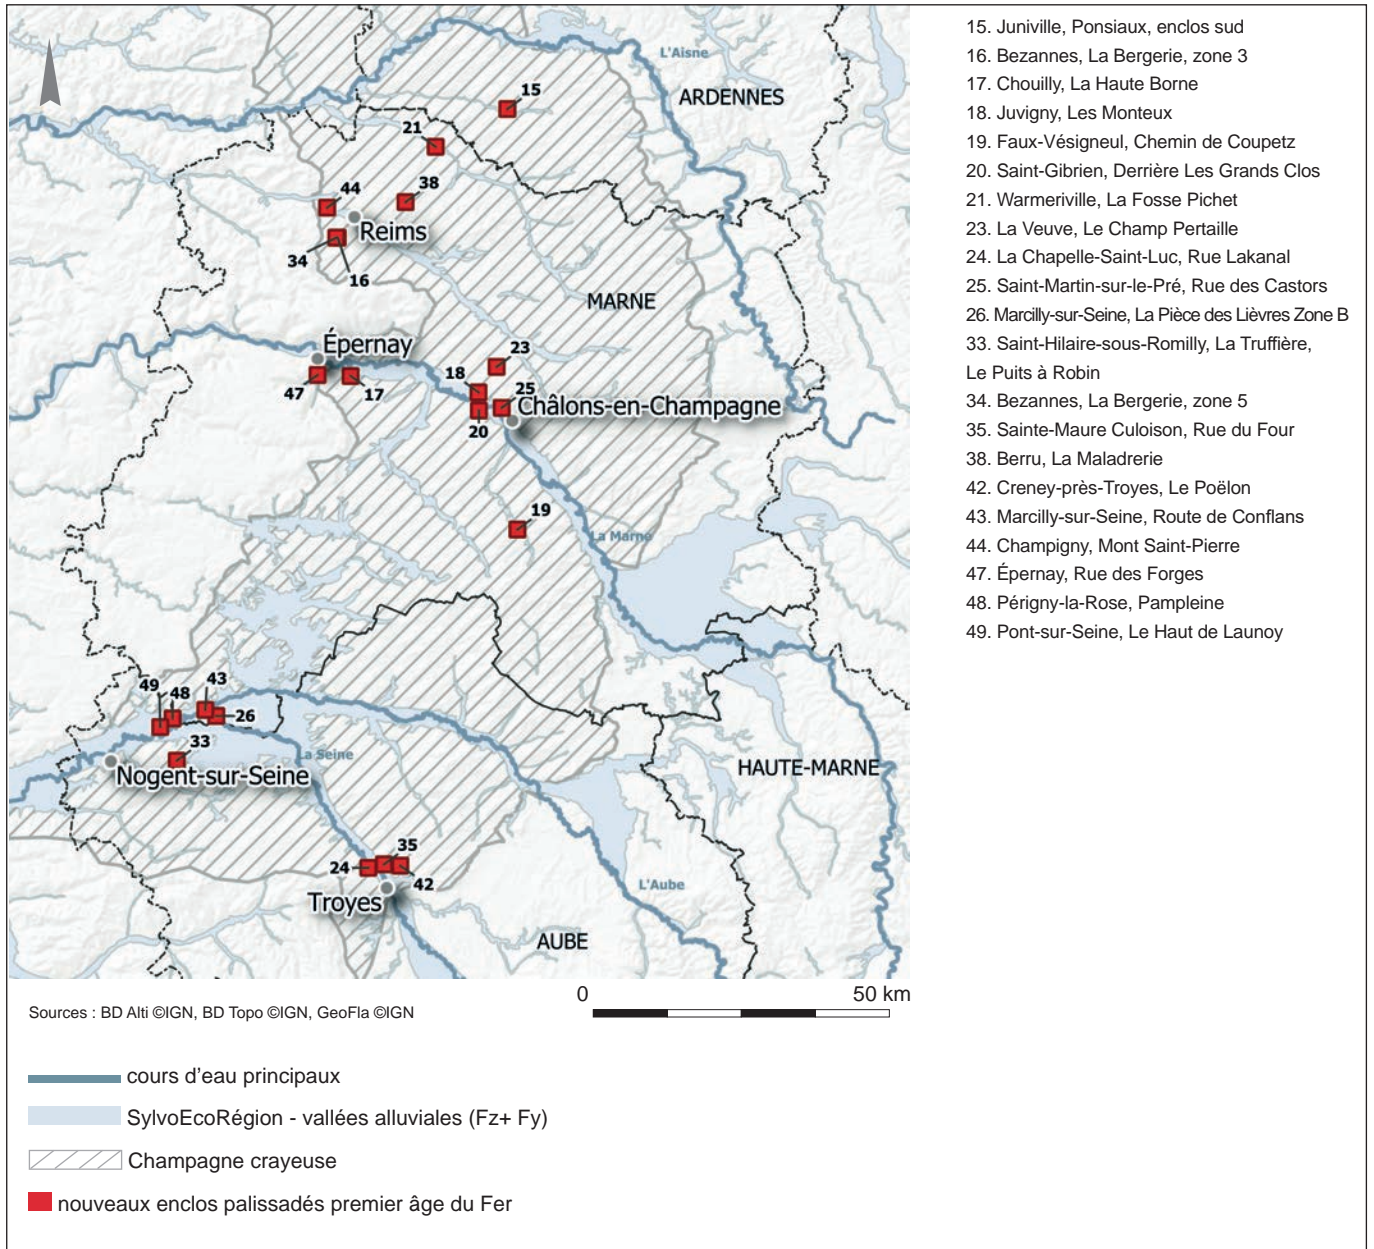 L'Aisne
ARDENNES
15
21
38
44
Reims
34
16
MARNE
Épernay
23
18
25
47
17
Châlons-en-Champagne
20
19
La Marne
49
48
43
26
33
La Seine
Nogent-sur-Seine
HAUTE-MARNE
35
24
42
L'Aube
Troyes
AUBE
15. Juniville, Ponsiaux, enclos sud
16. Bezannes, La Bergerie, zone 3
17. Chouilly, La Haute Borne
18. Juvigny, Les Monteux
19. Faux-Vésigneul, Chemin de Coupetz
20. Saint-Gibrien, Derrière Les Grands Clos
21. Warmeriville, La Fosse Pichet
23. La Veuve, Le Champ Pertaille
24. La Chapelle-Saint-Luc, Rue Lakanal
25. Saint-Martin-sur-le-Pré, Rue des Castors
26. Marcilly-sur-Seine, La Pièce des Lièvres Zone B
33. Saint-Hilaire-sous-Romilly, La Truffière,
Le Puits à Robin
34. Bezannes, La Bergerie, zone 5
35. Sainte-Maure Culoison, Rue du Four
38. Berru, La Maladrerie
42. Creney-près-Troyes, Le Poëlon
43. Marcilly-sur-Seine, Route de Conflans
44. Champigny, Mont Saint-Pierre
47. Épernay, Rue des Forges
48. Périgny-la-Rose, Pampleine
49. Pont-sur-Seine, Le Haut de Launoy
0 50 km
Sources : BD Alti ©IGN, BD Topo ©IGN, GeoFla ©IGN
cours d'eau principaux
SylvoEcoRégion - vallées alluviales (Fz+ Fy)
Champagne crayeuse
nouveaux enclos palissadés premier âge du Fer